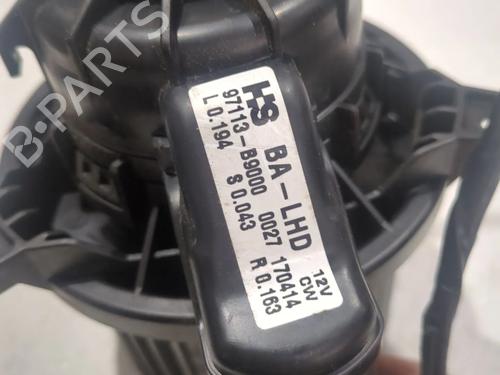 B-PARTS
HS BA-LHD 12V CW
97113-B9000 0027 170414
L 0.194 S 0.043 R 0.163